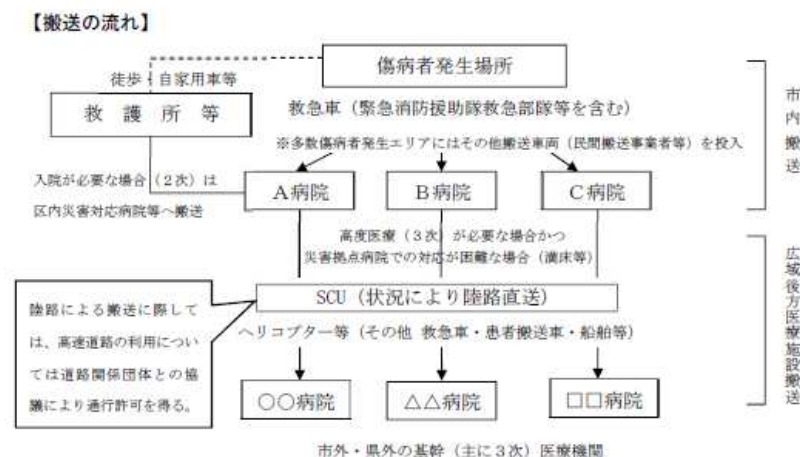 【搬送の流れ】
傷病者発生場所
徒歩・自家用車等
救護所等
救急車(緊急消防援助隊救急部隊等を含む)
※多数傷病者発生エリアにはその他搬送車両(民間搬送事業者等)を投入
市内搬送
入院が必要な場合(2次)は
区内災害対応病院等へ搬送
A病院
B病院
C病院
高度医療(3次)が必要な場合かつ
災害拠点病院での対応が困難な場合(満床等)
SCU(状況により陸路直送)
陸路による搬送に際して
は、高速道路の利用につい
ては道路関係団体との協
議により通行許可を得る。
ヘリコプター等(その他 救急車・患者搬送車・船舶等)
広域後方医療施設搬送
○○病院
△△病院
□□病院
市外・県外の基幹(主に3次)医療機関